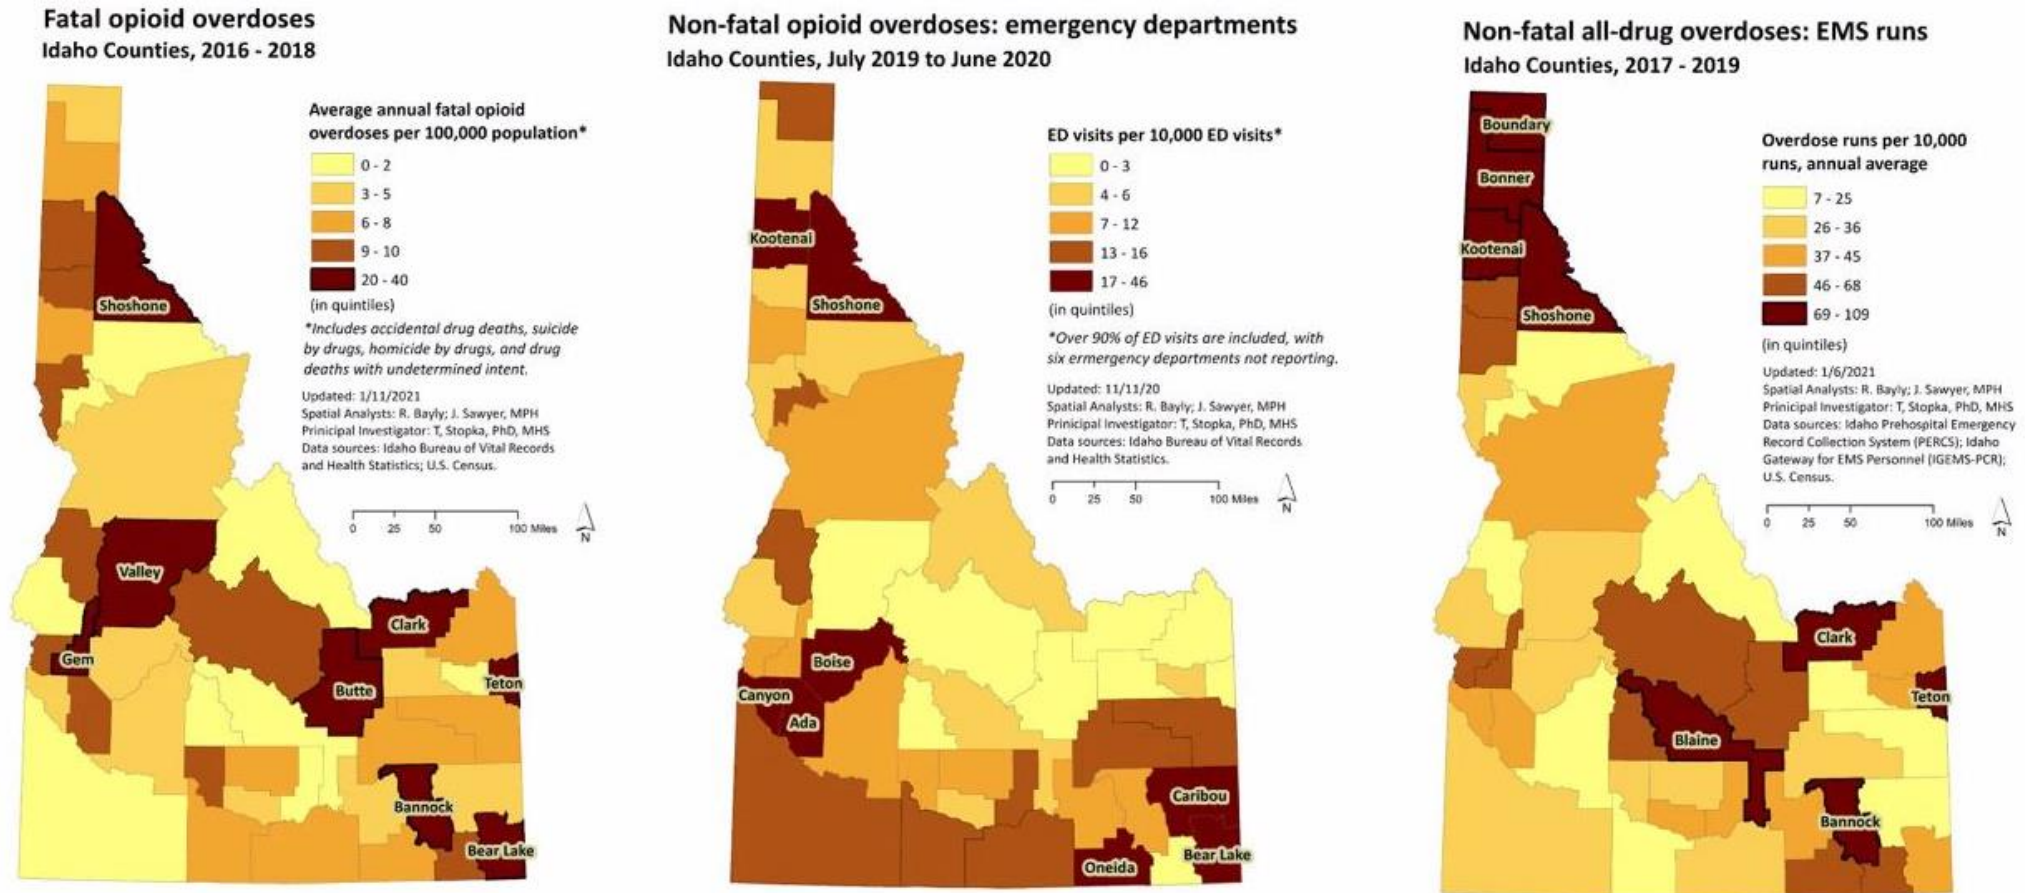 Fatal opioid overdoses
Idaho Counties, 2016 - 2018
Average annual fatal opioid
overdoses per 100,000 population*
0 - 2
3 - 5
6 - 8
9 - 10
20 - 40
(in quintiles)
*Includes accidental drug deaths, suicide
by drugs, homicide by drugs, and drug
deaths with undetermined intent.
Updated: 1/11/2021
Spatial Analysts: R. Bayly; J. Sawyer, MPH
Prinicipal Investigator: T, Stopka, PhD, MHS
Data sources: Idaho Bureau of Vital Records
and Health Statistics; U.S. Census.
0 25 50 100 Miles
N
Shoshone
Valley
Clark
Gem
Butte
Teton
Bannock
Bear Lake
Non-fatal opioid overdoses: emergency departments
Idaho Counties, July 2019 to June 2020
ED visits per 10,000 ED visits*
0 - 3
4 - 6
7 - 12
13 - 16
17 - 46
(in quintiles)
*Over 90% of ED visits are included, with
six ermergency departments not reporting.
Updated: 11/11/20
Spatial Analysts: R. Bayly; J. Sawyer, MPH
Prinicipal Investigator: T, Stopka, PhD, MHS
Data sources: Idaho Bureau of Vital Records
and Health Statistics.
0 25 50 100 Miles
N
Kootenai
Shoshone
Boise
Canyon
Ada
Caribou
Bear Lake
Oneida
Non-fatal all-drug overdoses: EMS runs
Idaho Counties, 2017 - 2019
Overdose runs per 10,000
runs, annual average
7 - 25
26 - 36
37 - 45
46 - 68
69 - 109
(in quintiles)
Updated: 1/6/2021
Spatial Analysts: R. Bayly; J. Sawyer, MPH
Prinicipal Investigator: T, Stopka, PhD, MHS
Data sources: Idaho Prehospital Emergency
Record Collection System (PERCS); Idaho
Gateway for EMS Personnel (IGEMS-PCR);
U.S. Census.
0 25 50 100 Miles
N
Boundary
Bonner
Kootenai
Shoshone
Clark
Teton
Blaine
Bannock